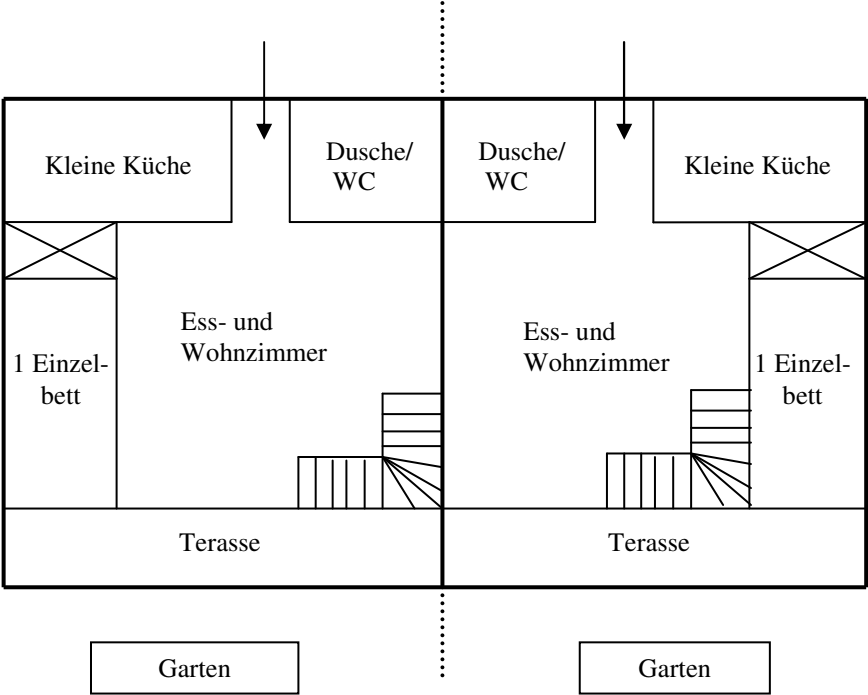 Kleine Küche
Dusche/
WC
Dusche/
WC
Kleine Küche
Ess- und
Wohnzimmer
Ess- und
Wohnzimmer
1 Einzel-
bett
1 Einzel-
bett
Terasse
Terasse
Garten
Garten